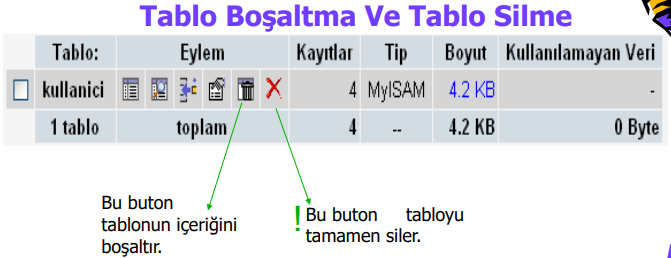 Tablo Boşaltma Ve Tablo Silme
Tablo: Eylem Kayıtlar Tip Boyut Kullanılamayan Veri
kullanici 4 MyISAM 4.2 KB -
1 tablo toplam 4 -- 4.2 KB 0 Byte
Bu buton
tablonun içeriğini
boşaltır.
! Bu buton tabloyu
tamamen siler.